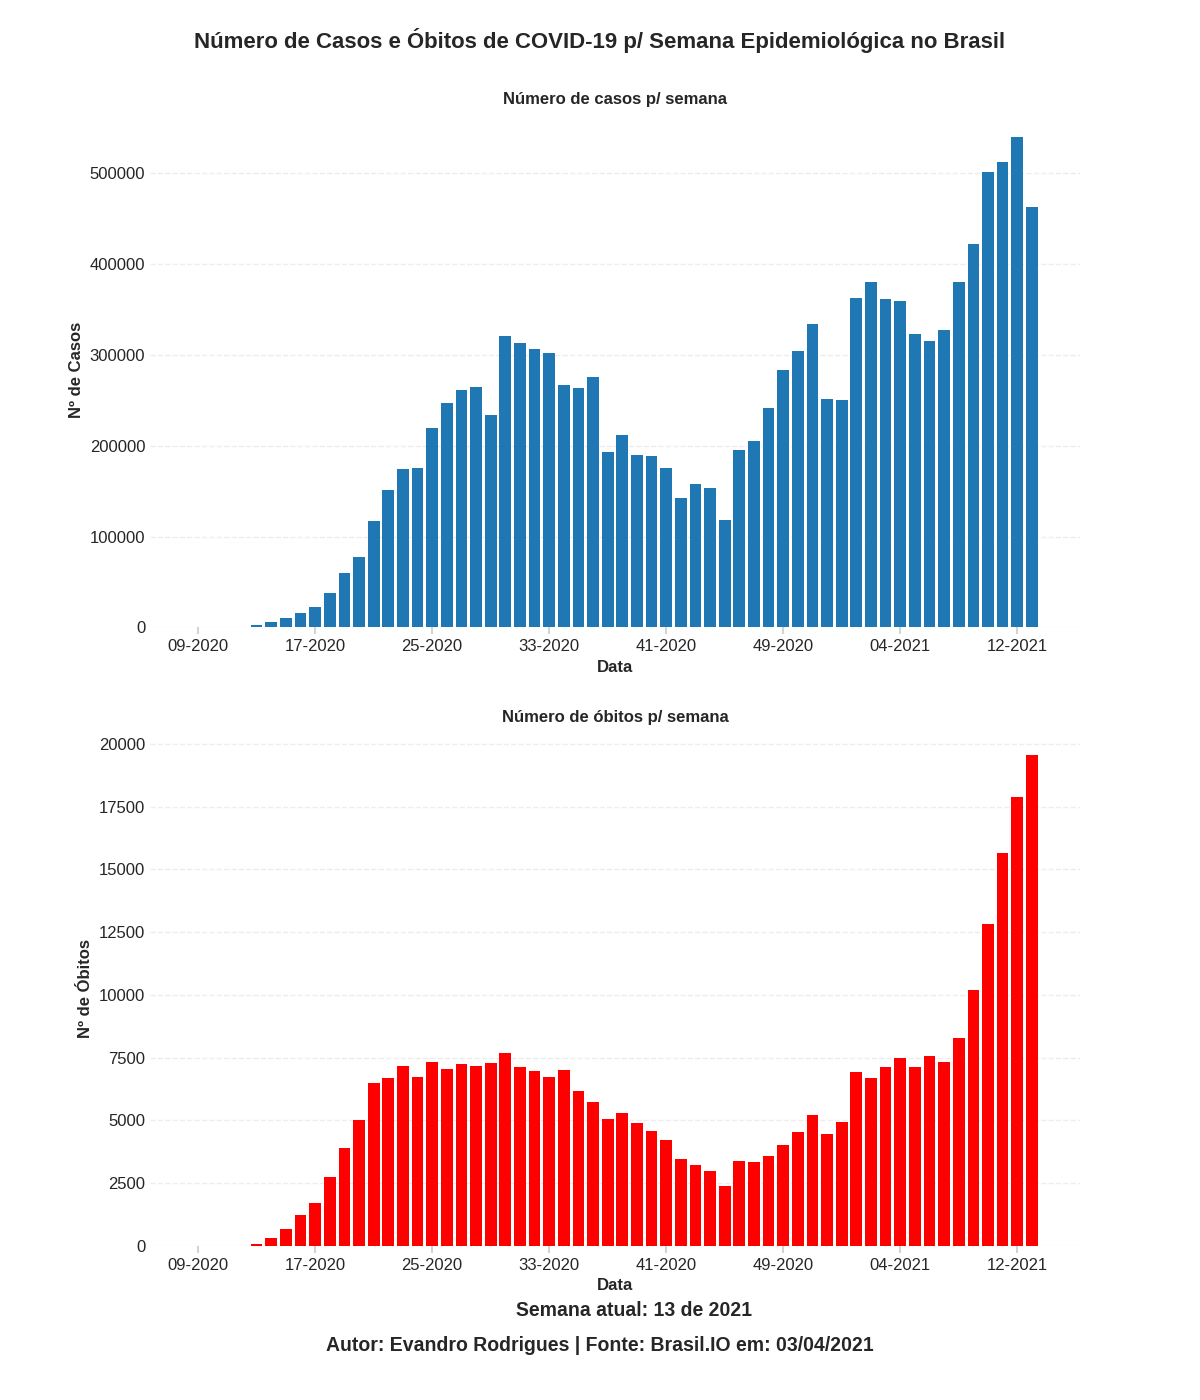 Número de Casos e Óbitos de COVID-19 p/ Semana Epidemiológica no Brasil
Número de casos p/ semana
500000
400000
300000
200000
100000
0
Nº de Casos
09-2020 17-2020 25-2020 33-2020 41-2020 49-2020 04-2021 12-2021
Data
Número de óbitos p/ semana
20000
17500
15000
12500
10000
7500
5000
2500
0
Nº de Óbitos
09-2020 17-2020 25-2020 33-2020 41-2020 49-2020 04-2021 12-2021
Data
Semana atual: 13 de 2021
Autor: Evandro Rodrigues | Fonte: Brasil.IO em: 03/04/2021